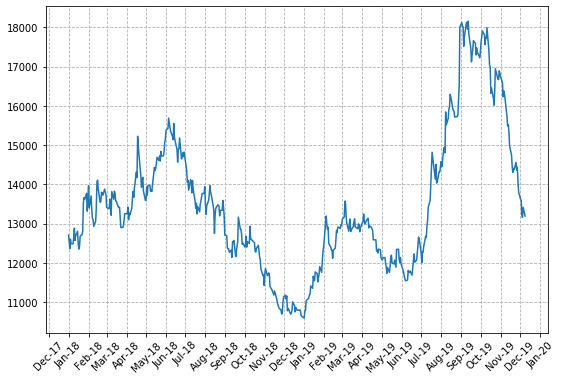 18000
17000
16000
15000
14000
13000
12000
11000
Dec-17
Jan-18
Feb-18
Mar-18
Apr-18
May-18
Jun-18
Jul-18
Aug-18
Sep-18
Oct-18
Nov-18
Dec-18
Jan-19
Feb-19
Mar-19
Apr-19
May-19
Jun-19
Jul-19
Aug-19
Sep-19
Oct-19
Nov-19
Dec-19
Jan-20